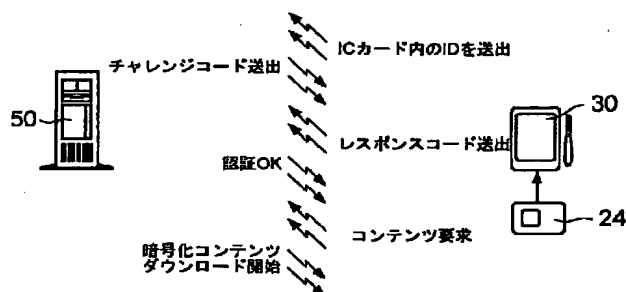 ICカード内のIDを送出
チャレンジコード送出
50
30
レスポンスコード送出
認証OK
24
コンテンツ要求
暗号化コンテンツ
ダウンロード開始